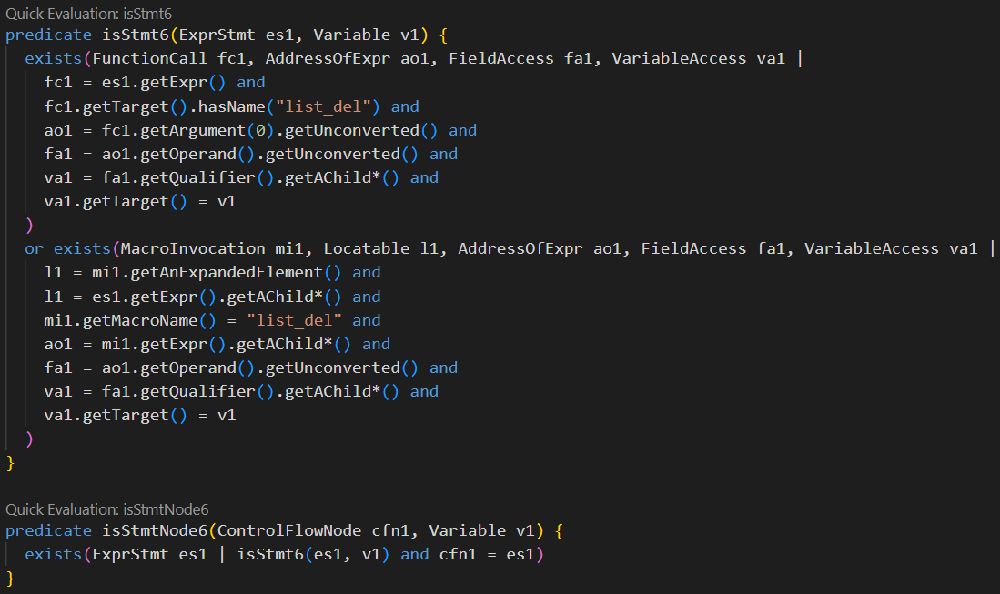 Quick Evaluation: isStmt6
predicate isStmt6(ExprStmt es1, Variable v1) {
  exists(FunctionCall fc1, AddressOfExpr ao1, FieldAccess fa1, VariableAccess va1 |
    fc1 = es1.getExpr() and
    fc1.getTarget().hasName("list_del") and
    ao1 = fc1.getArgument(0).getUnconverted() and
    fa1 = ao1.getOperand().getUnconverted() and
    va1 = fa1.getQualifier().getAChild*() and
    va1.getTarget() = v1
  )
  or exists(MacroInvocation mi1, Locatable l1, AddressOfExpr ao1, FieldAccess fa1, VariableAccess va1 |
    l1 = mi1.getAnExpandedElement() and
    l1 = es1.getExpr().getAChild*() and
    mi1.getMacroName() = "list_del" and
    ao1 = mi1.getExpr().getAChild*() and
    fa1 = ao1.getOperand().getUnconverted() and
    va1 = fa1.getQualifier().getAChild*() and
    va1.getTarget() = v1
  )
}
Quick Evaluation: isStmtNode6
predicate isStmtNode6(ControlFlowNode cfn1, Variable v1) {
  exists(ExprStmt es1 | isStmt6(es1, v1) and cfn1 = es1)
}